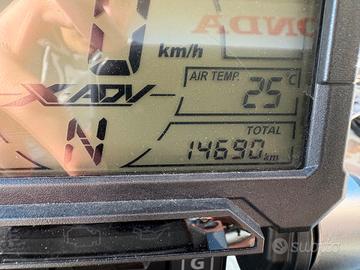 HONDA
0
km/h
AIR TEMP.
25 °C
X-ADV
N
TOTAL
14690 km
G
subito